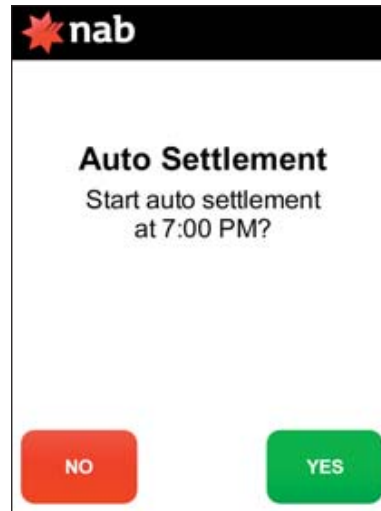 nab
Auto Settlement
Start auto settlement
at 7:00 PM?
NO
YES